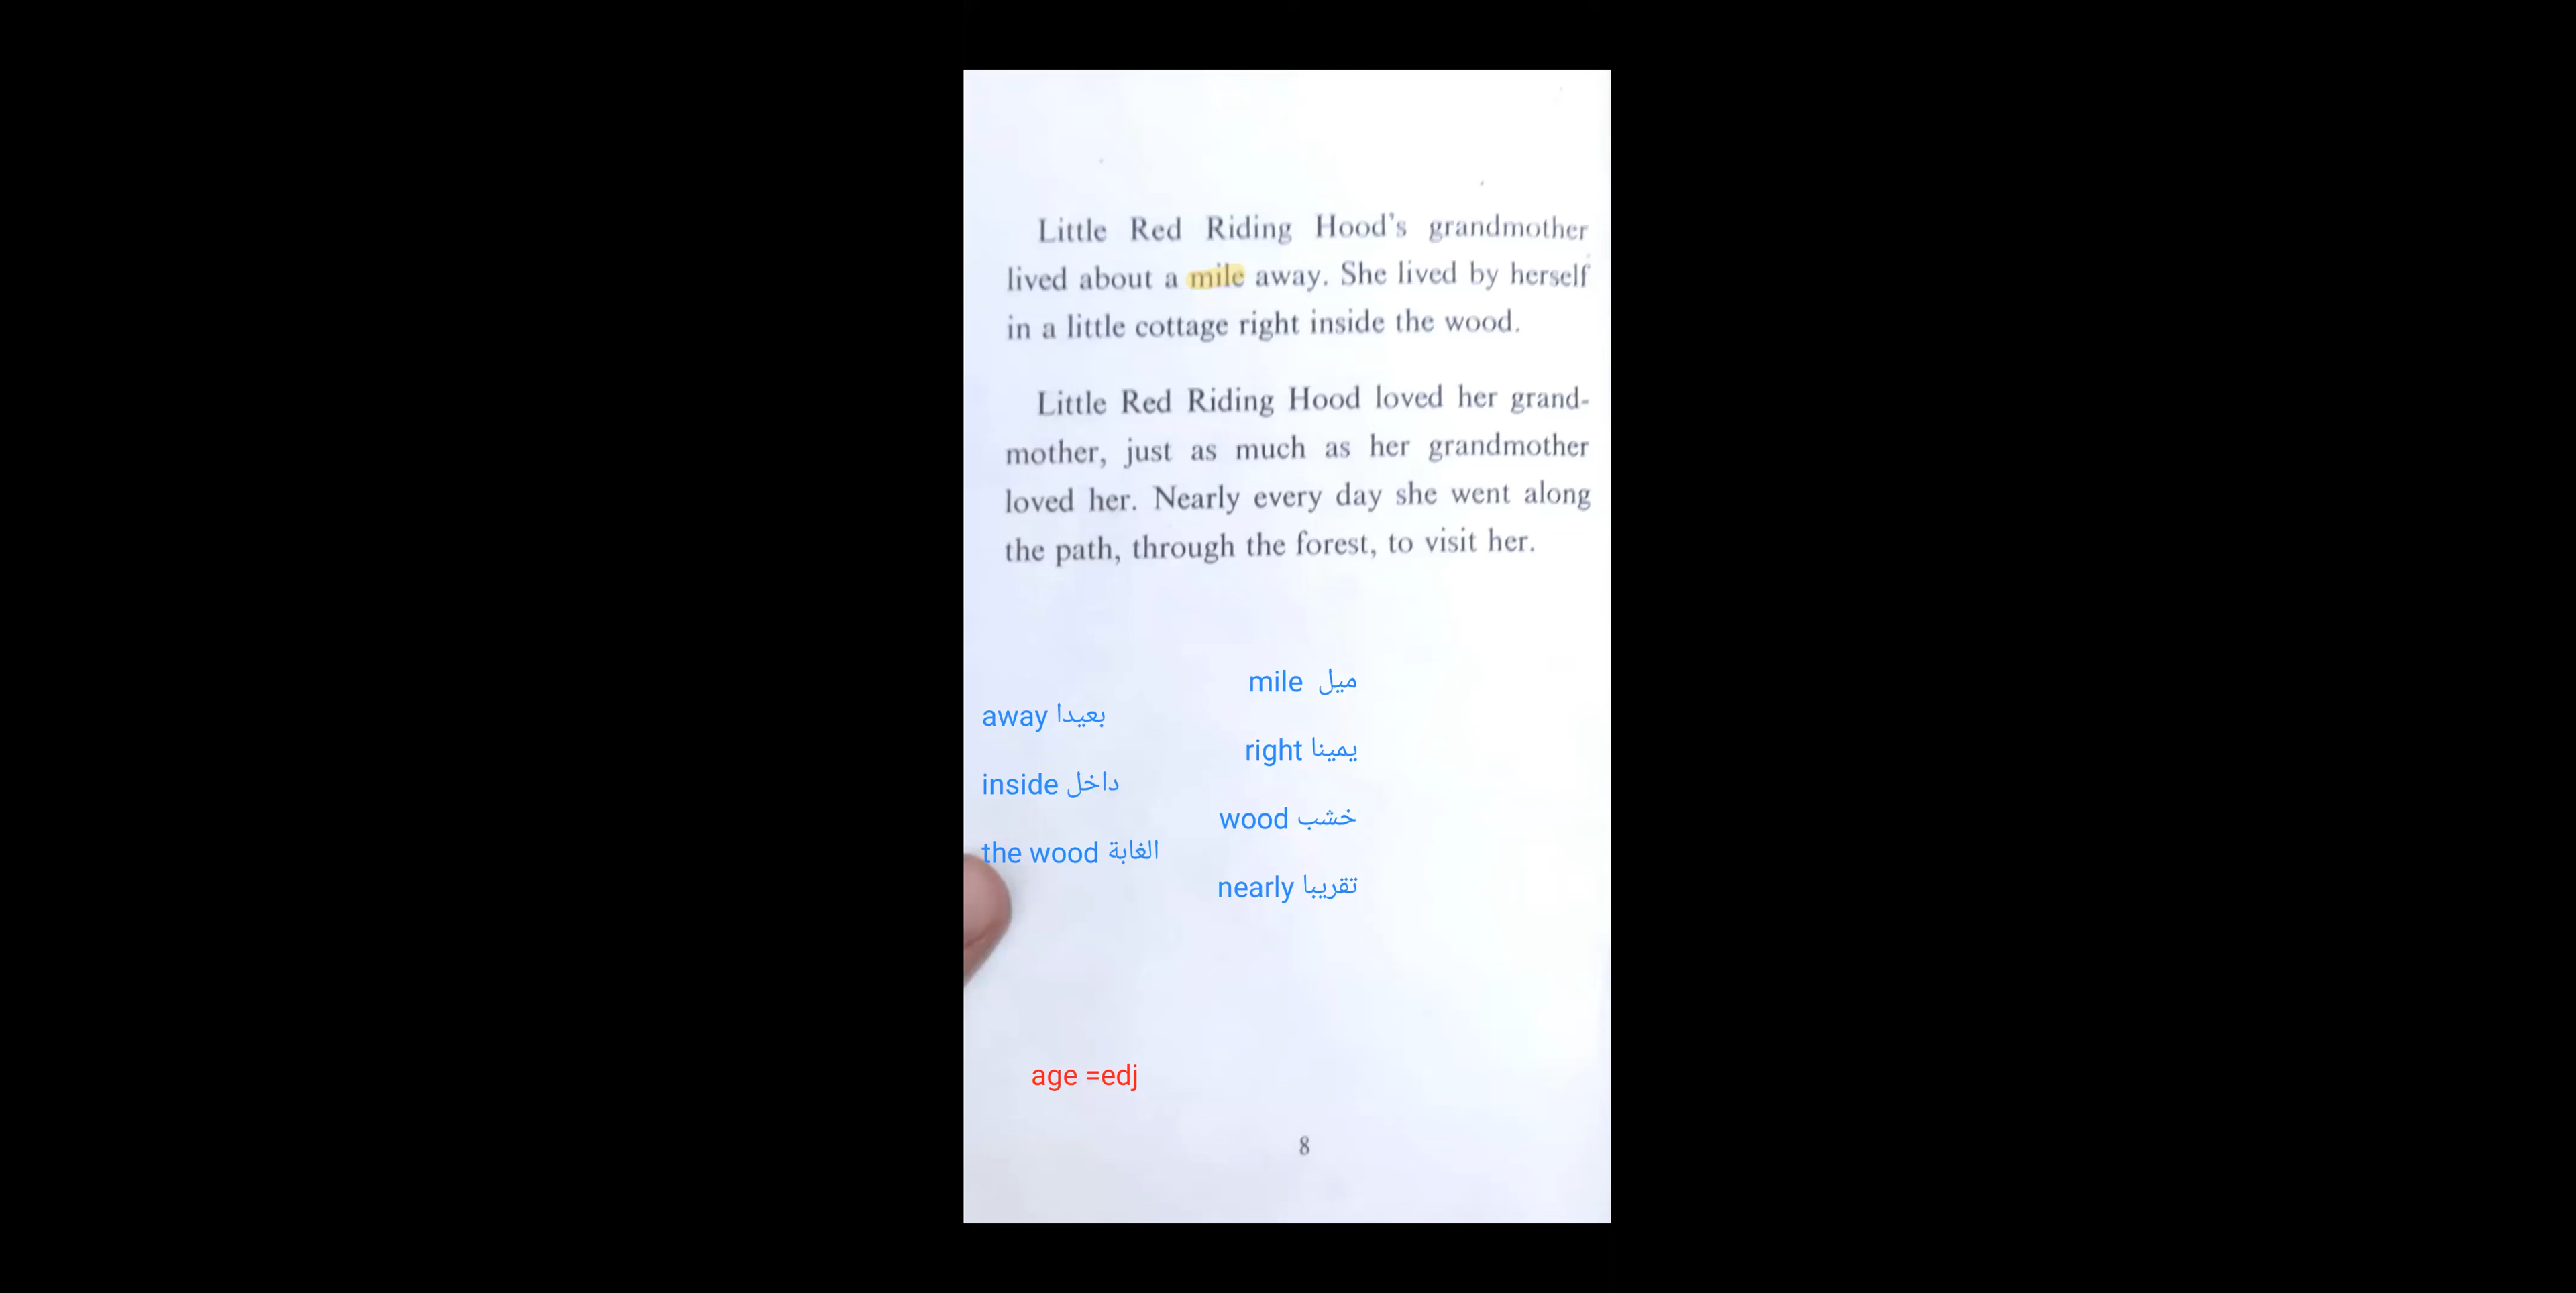 Little Red Riding Hood's grandmother
lived about a mile away. She lived by herself
in a little cottage right inside the wood.
Little Red Riding Hood loved her grand-
mother, just as much as her grandmother
loved her. Nearly every day she went along
the path, through the forest, to visit her.
mile ميل
away بعيدا
right يمينا
inside داخل
wood خشب
the wood الغابة
nearly تقريبا
age =edj
8